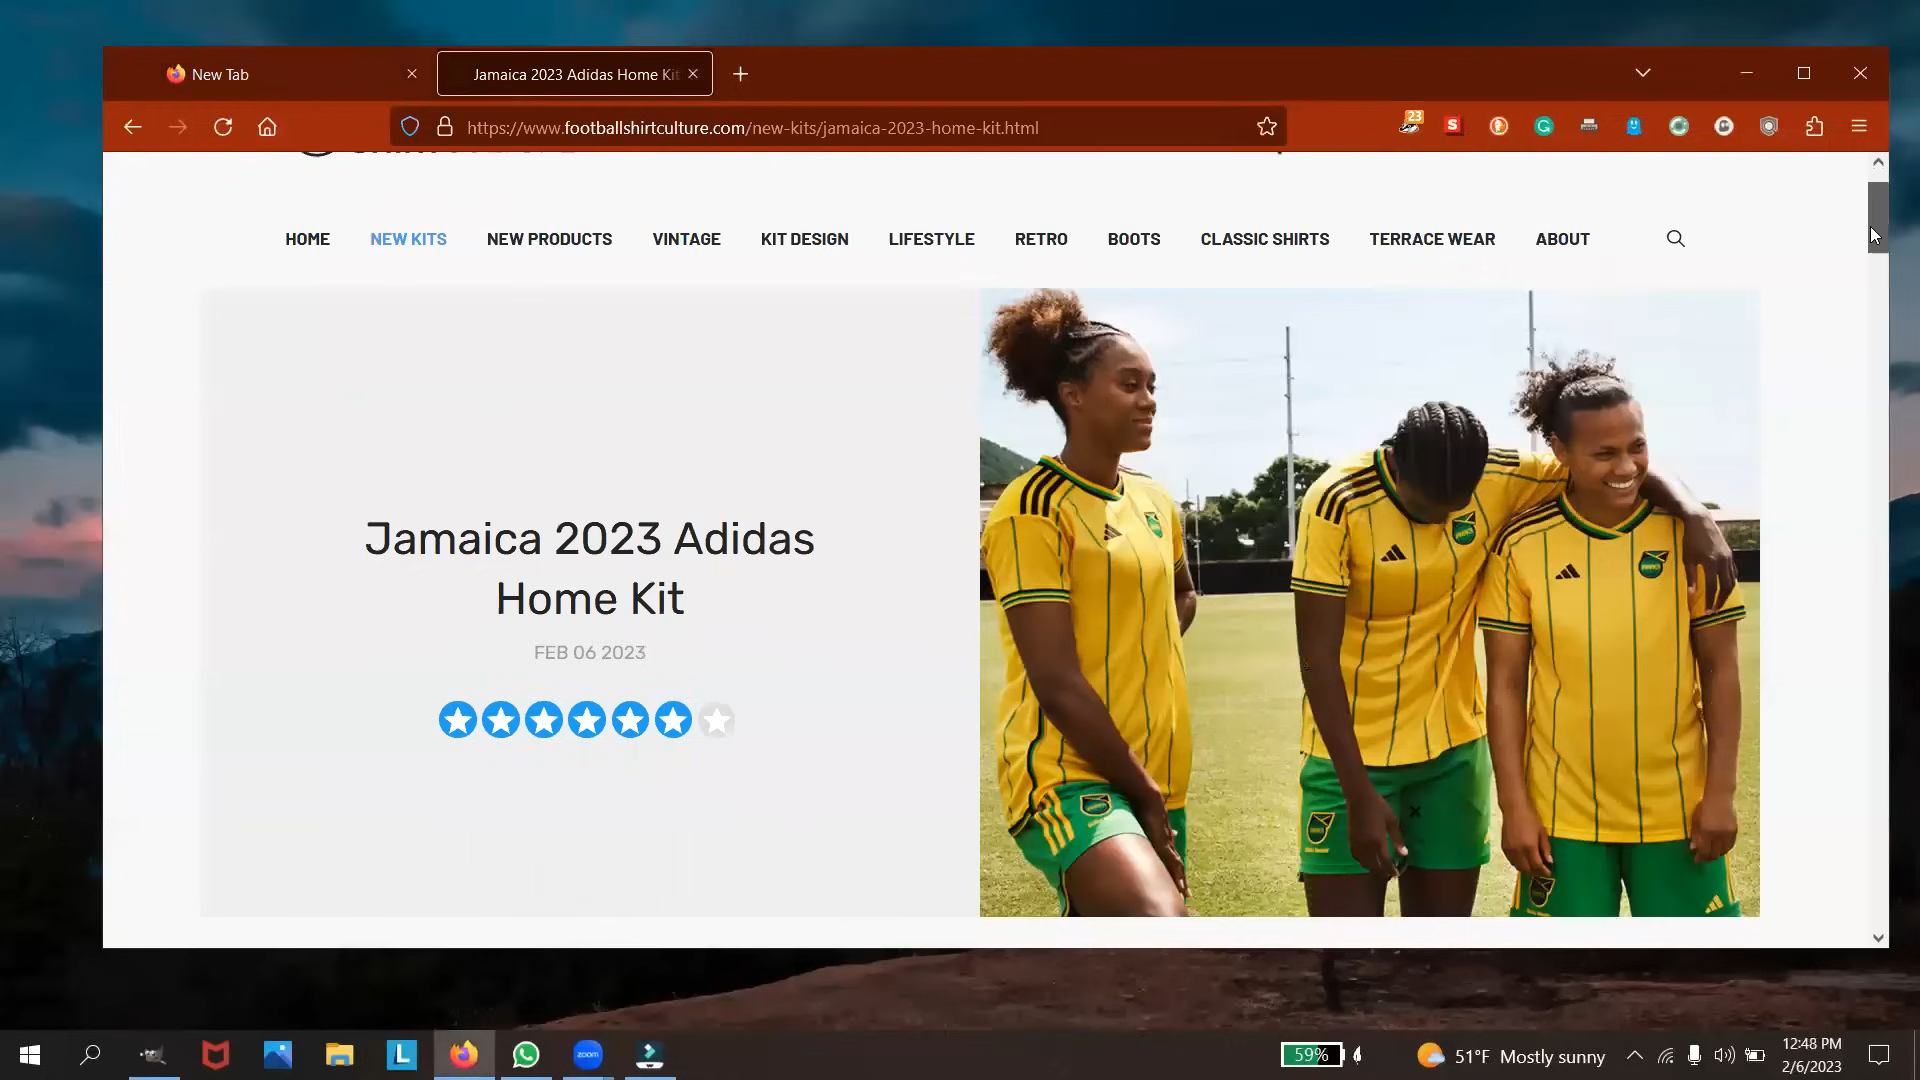 New Tab
Jamaica 2023 Adidas Home Kit
https://www.footballshirtculture.com/new-kits/jamaica-2023-home-kit.html
23
HOME NEW KITS NEW PRODUCTS VINTAGE KIT DESIGN LIFESTYLE RETRO BOOTS CLASSIC SHIRTS TERRACE WEAR ABOUT
Jamaica 2023 Adidas
Home Kit
FEB 06 2023
59%
51°F Mostly sunny
12:48 PM
2/6/2023
zoom